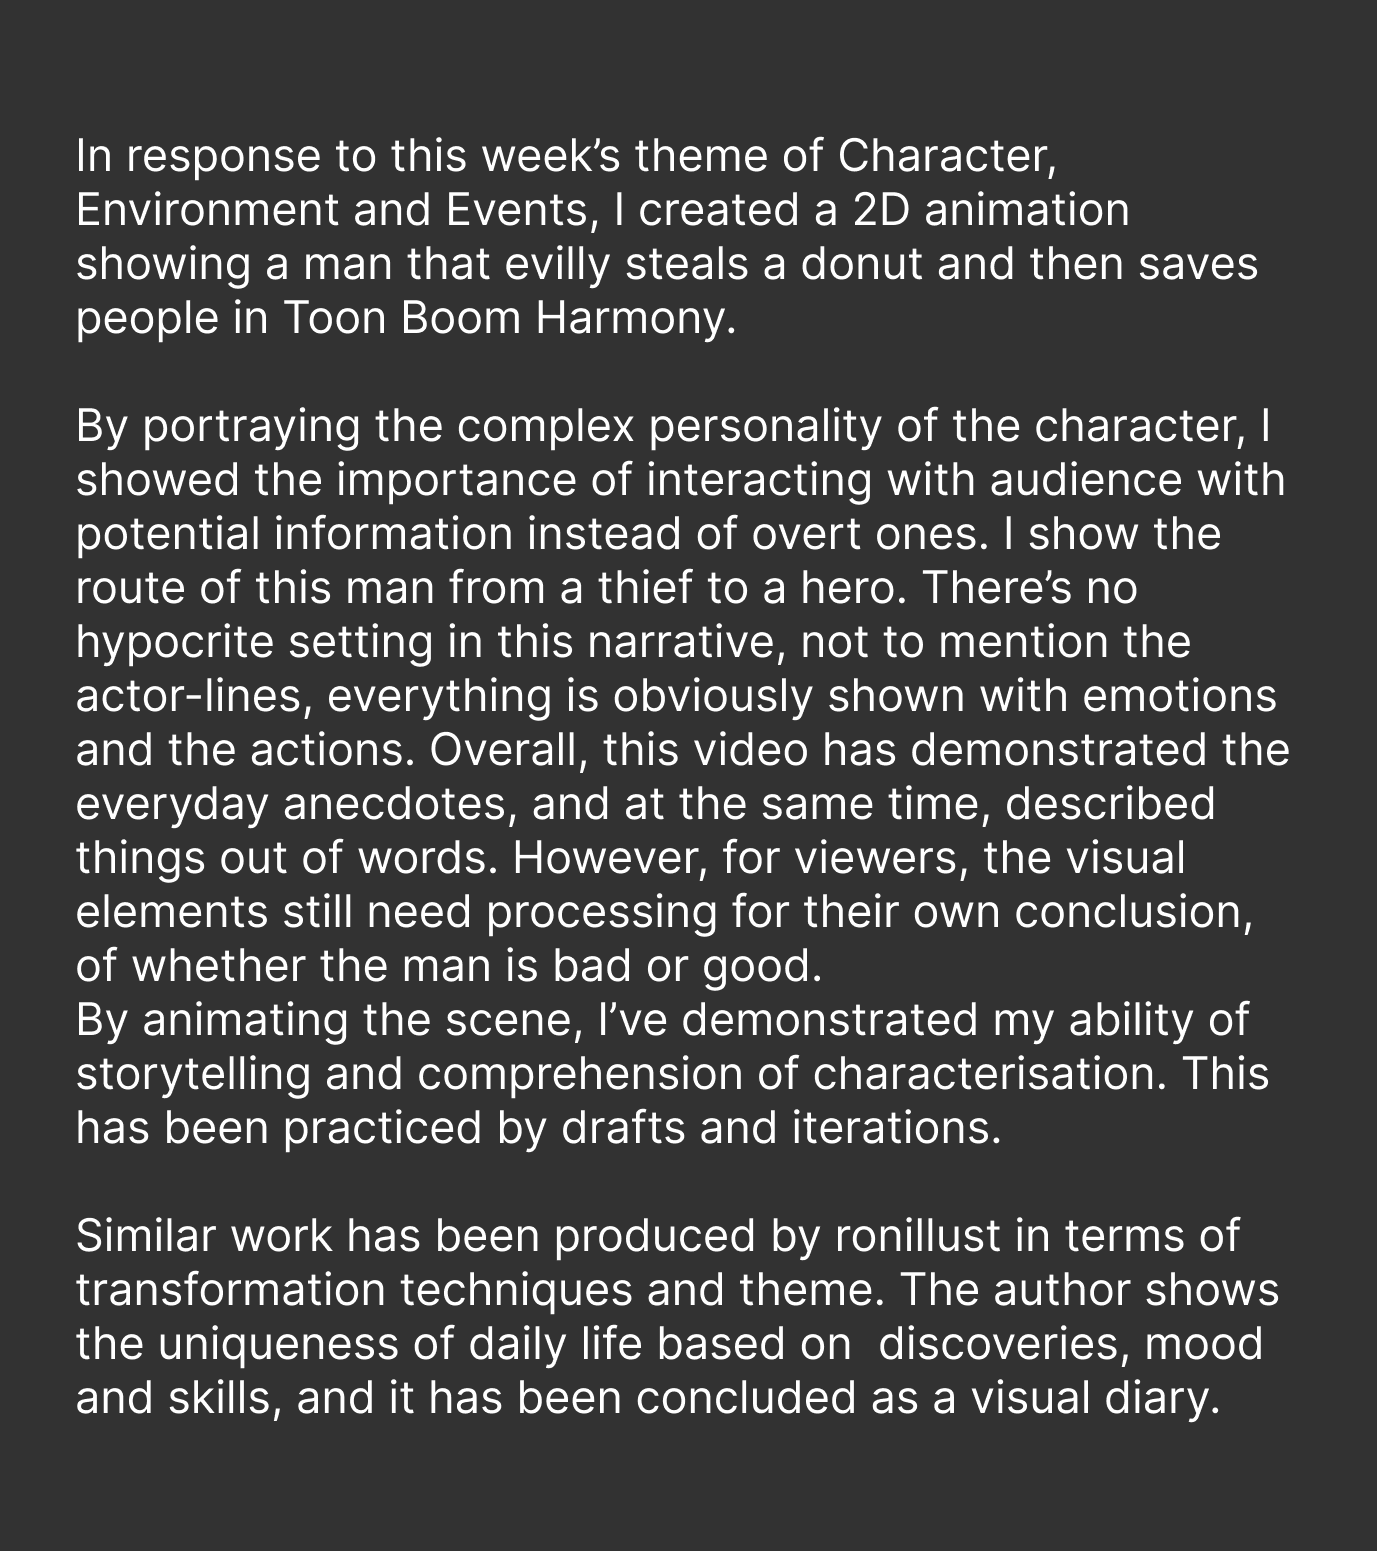 In response to this week’s theme of Character,
Environment and Events, I created a 2D animation
showing a man that evilly steals a donut and then saves
people in Toon Boom Harmony.
By portraying the complex personality of the character, I
showed the importance of interacting with audience with
potential information instead of overt ones. I show the
route of this man from a thief to a hero. There’s no
hypocrite setting in this narrative, not to mention the
actor-lines, everything is obviously shown with emotions
and the actions. Overall, this video has demonstrated the
everyday anecdotes, and at the same time, described
things out of words. However, for viewers, the visual
elements still need processing for their own conclusion,
of whether the man is bad or good.
By animating the scene, I’ve demonstrated my ability of
storytelling and comprehension of characterisation. This
has been practiced by drafts and iterations.
Similar work has been produced by ronillust in terms of
transformation techniques and theme. The author shows
the uniqueness of daily life based on  discoveries, mood
and skills, and it has been concluded as a visual diary.